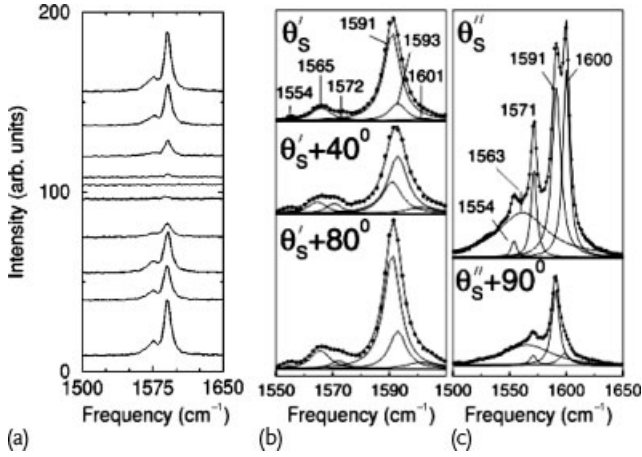 200
100
0
Intensity (arb. units)
1500 1575 1650
Frequency (cm⁻¹)
(a)
θ′S
1591
1593
1565
1554
1572
1601
θ′S+40⁰
θ′S+80⁰
1550 1570 1590
Frequency (cm⁻¹)
(b)
θ″S
1591
1600
1571
1563
1554
θ″S+90⁰
1500 1550 1600 1650
Frequency (cm⁻¹)
(c)